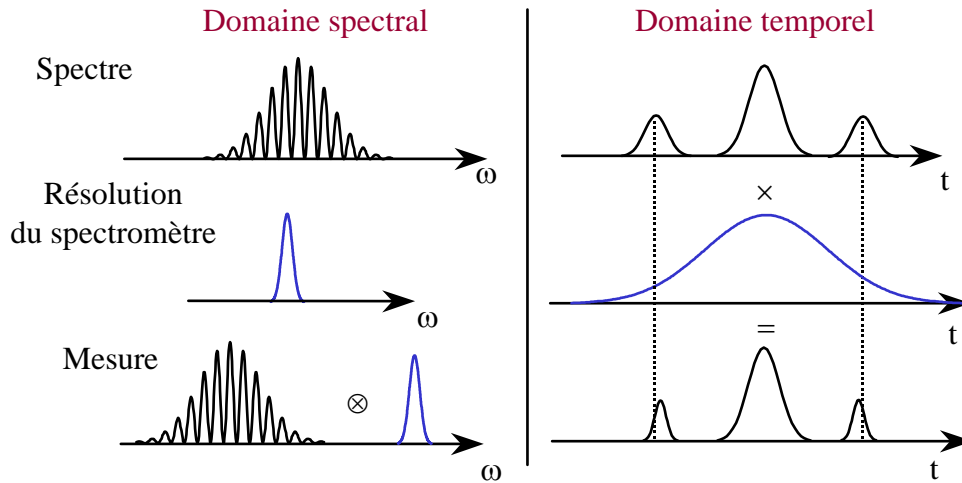 Domaine spectral
Domaine temporel
Spectre
ω
t
Résolution
du spectromètre
×
ω
t
Mesure
=
⊗
ω
t